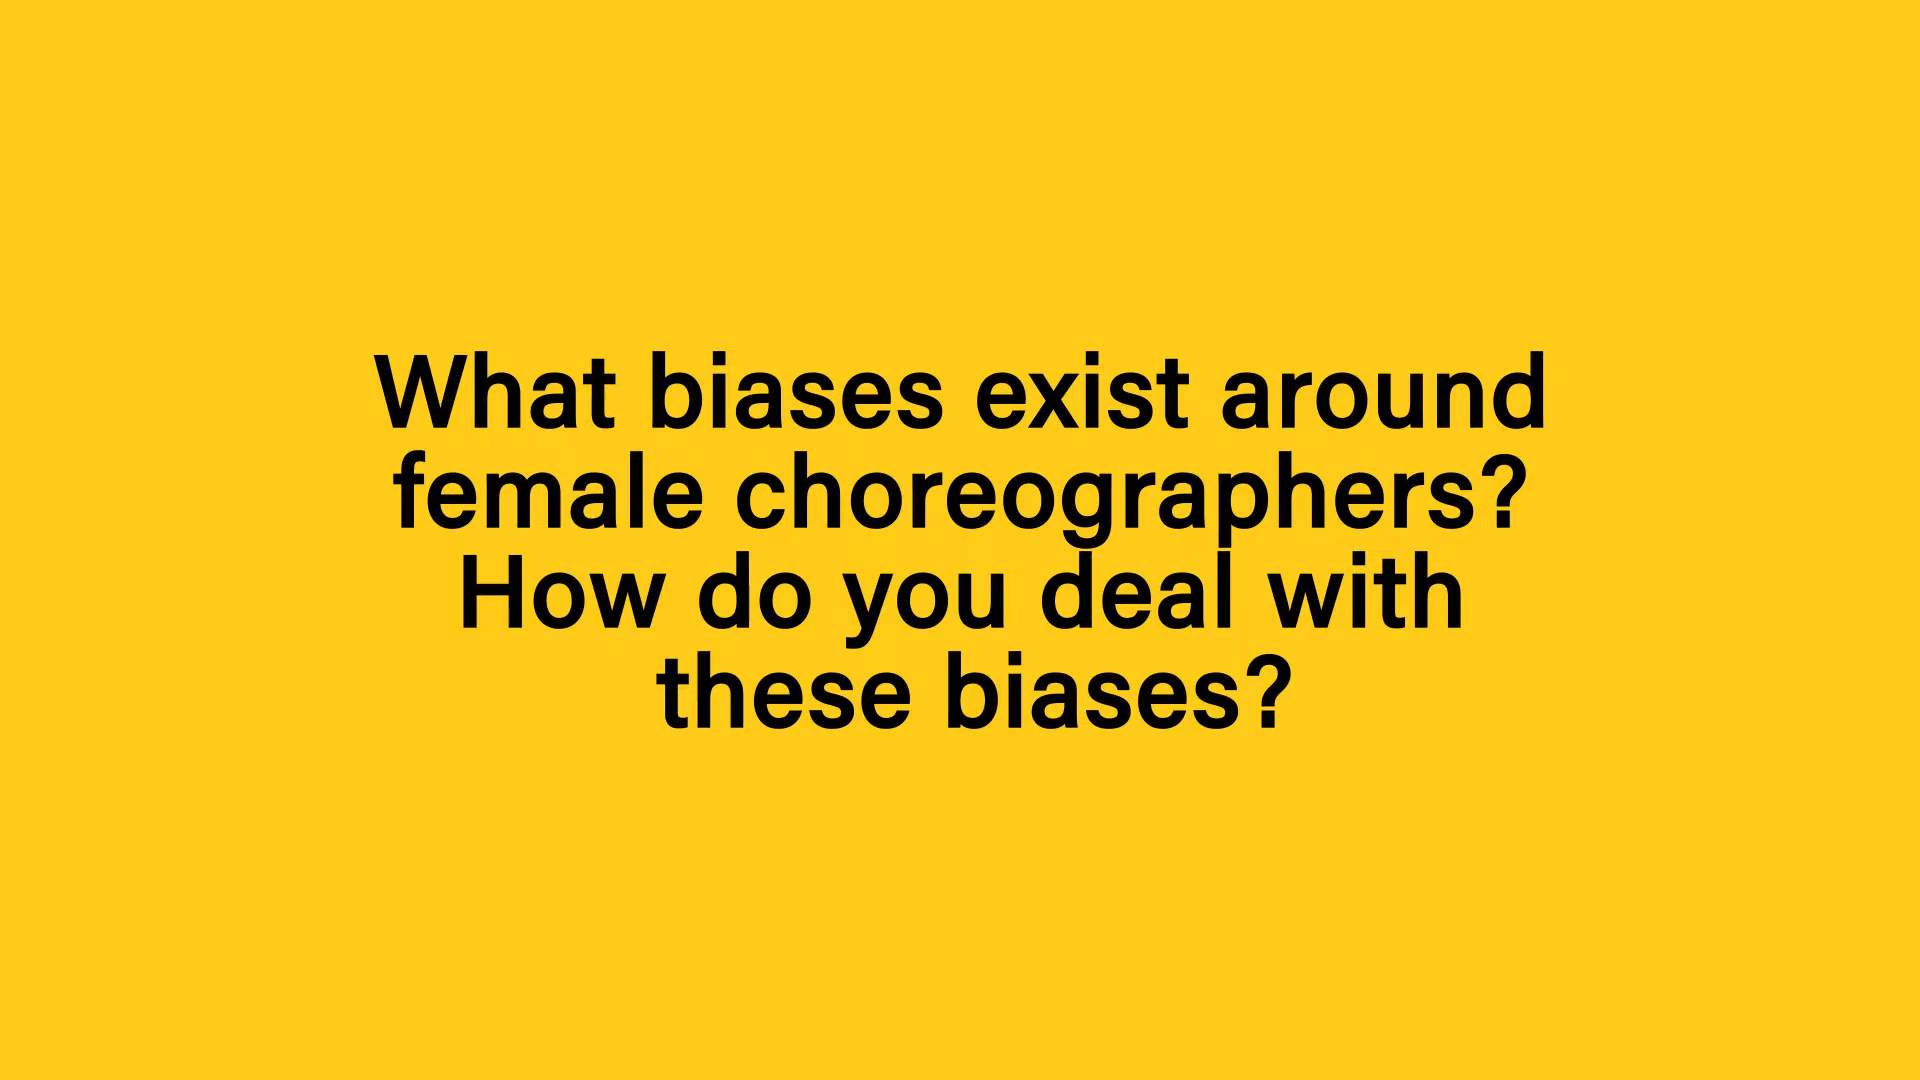 What biases exist around
female choreographers?
How do you deal with
these biases?